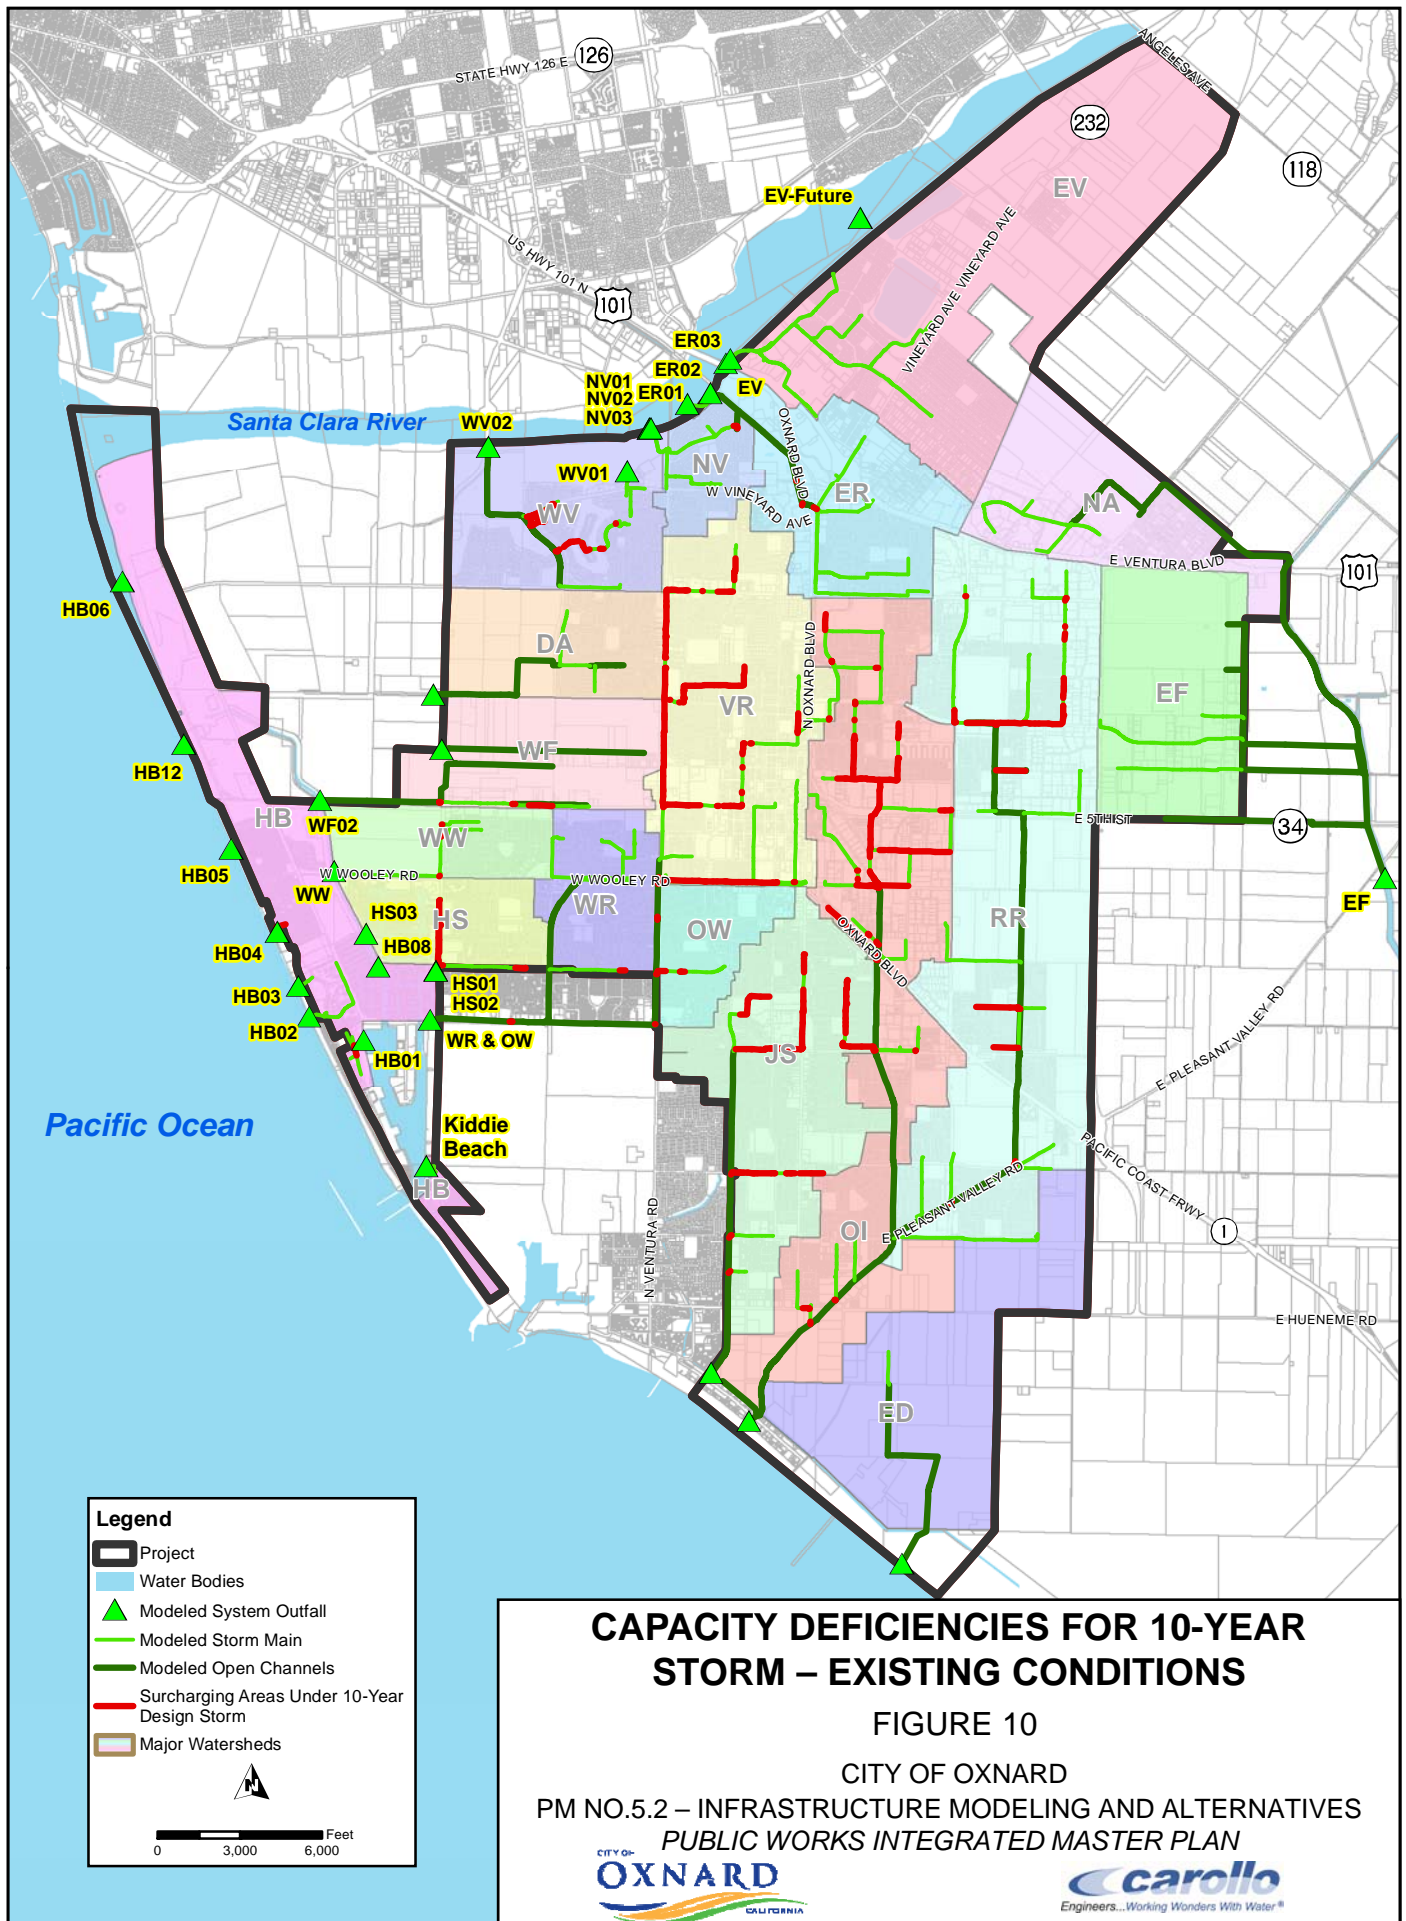 STATE HWY 126 E
126
ANGELES AVE
232
118
EV
EV-Future
US HWY 101 N
101
VINEYARD AVE
VINEYARD AVE
ER03
ER02
EV
NV01
NV02
NV03
ER01
Santa Clara River
WV02
WV01
OXNARD BLVD
NV
W VINEYARD AVE
ER
NA
WV
E VENTURA BLVD
101
HB06
DA
N OXNARD BLVD
EF
VR
WF
HB12
HB
WF02
WW
E 5TH ST
34
HB05
W WOOLEY RD
WW
W WOOLEY RD
WR
EF
HS03
HS
OW
OXNARD BLVD
RR
HB04
HB08
HB03
HS01
HS02
HB02
WR & OW
HB01
JS
E PLEASANT VALLEY RD
Pacific Ocean
Kiddie
Beach
HB
PACIFIC COAST FRWY
1
E PLEASANT VALLEY RD
OI
N VENTURA RD
E HUENEME RD
ED
Legend
Project
Water Bodies
Modeled System Outfall
Modeled Storm Main
Modeled Open Channels
Surcharging Areas Under 10-Year
Design Storm
Major Watersheds
N
Feet
0 3,000 6,000
CAPACITY DEFICIENCIES FOR 10-YEAR
STORM – EXISTING CONDITIONS
FIGURE 10
CITY OF OXNARD
PM NO.5.2 – INFRASTRUCTURE MODELING AND ALTERNATIVES
PUBLIC WORKS INTEGRATED MASTER PLAN
CITY OF
OXNARD
CALIFORNIA
carollo
Engineers...Working Wonders With Water®